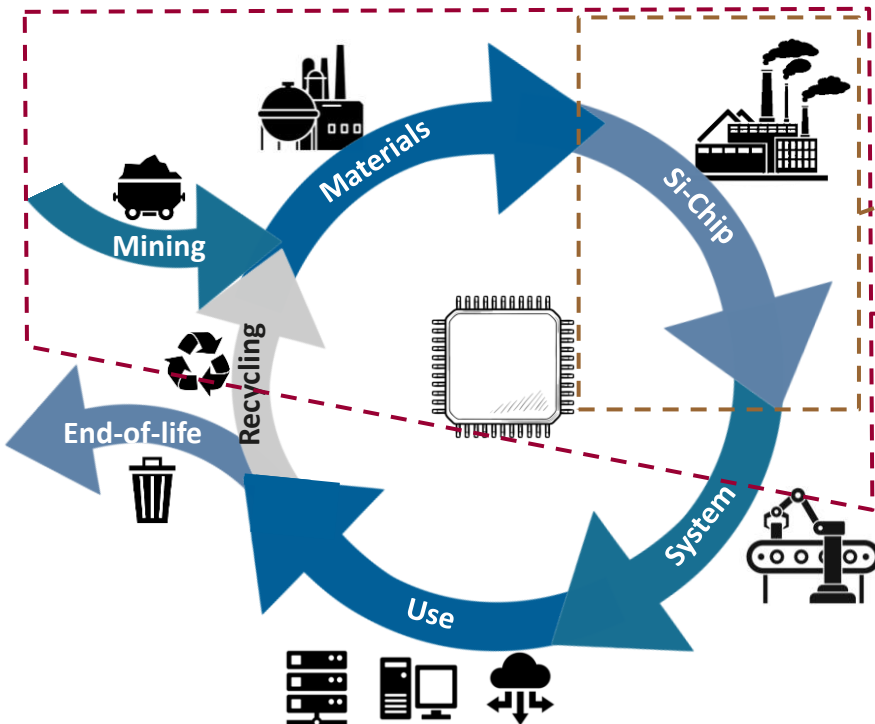 Materials
Si-Chip
Mining
Recycling
End-of-life
System
Use